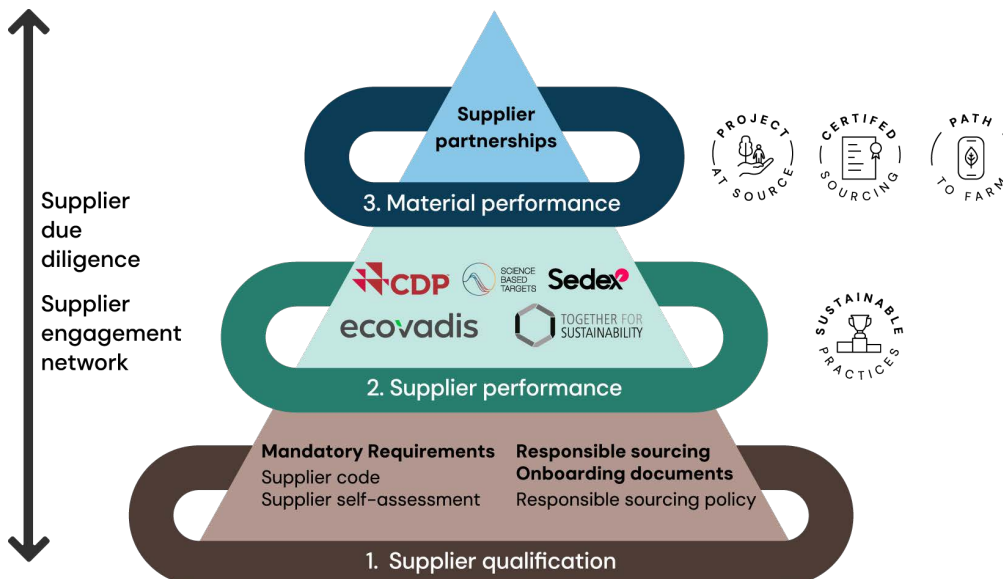 Supplier
due
diligence
Supplier
engagement
network
Supplier
partnerships
3. Material performance
PROJECT
AT SOURCE
CERTIFED
SOURCING
PATH
TO FARM
CDP
SCIENCE
BASED
TARGETS
Sedex
ecovadis
TOGETHER FOR
SUSTAINABILITY
2. Supplier performance
SUSTAINABLE
PRACTICES
Mandatory Requirements
Supplier code
Supplier self-assessment
Responsible sourcing
Onboarding documents
Responsible sourcing policy
1. Supplier qualification